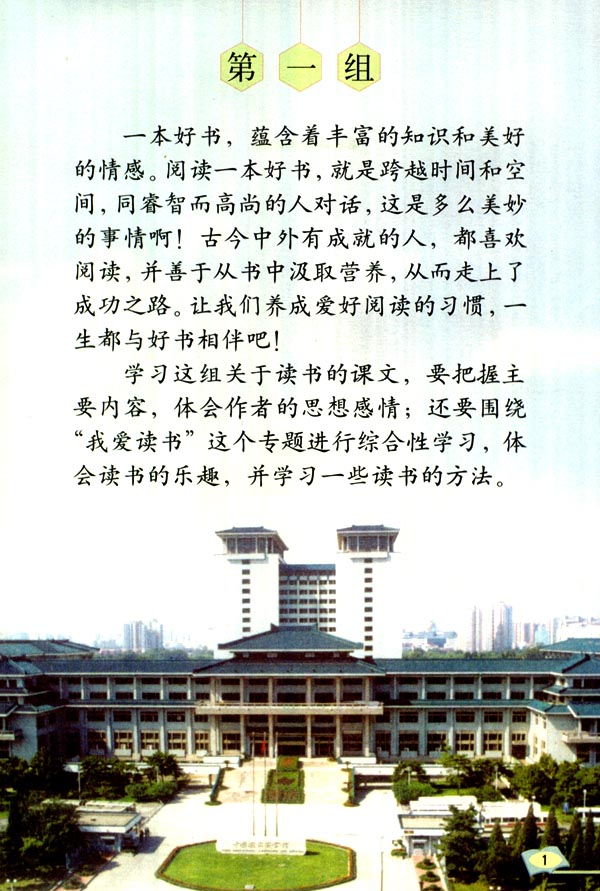 第一组
一本好书，蕴含着丰富的知识和美好
的情感。阅读一本好书，就是跨越时间和空
间，同睿智而高尚的人对话，这是多么美妙
的事情啊！古今中外有成就的人，都喜欢
阅读，并善于从书中汲取营养，从而走上了
成功之路。让我们养成爱好阅读的习惯，一
生都与好书相伴吧！
学习这组关于读书的课文，要把握主
要内容，体会作者的思想感情；还要围绕
“我爱读书”这个专题进行综合性学习，体
会读书的乐趣，并学习一些读书的方法。
1